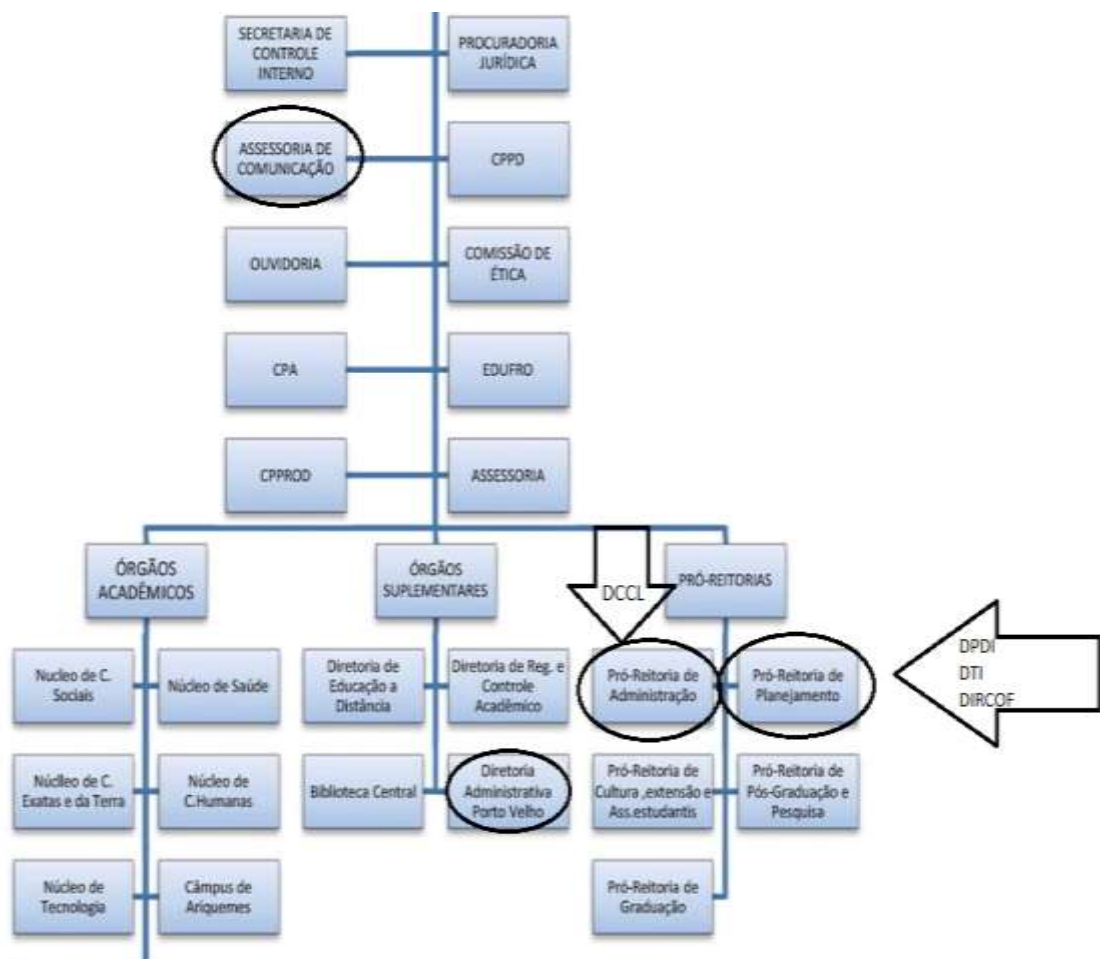 SECRETARIA DE
CONTROLE
INTERNO
PROCURADORIA
JURÍDICA
ASSESSORIA DE
COMUNICAÇÃO
CPPD
OUVIDORIA
COMISSÃO DE
ÉTICA
CPA
EDUFRO
CPPROD
ASSESSORIA
ÓRGÃOS
ACADÊMICOS
ÓRGÃOS
SUPLEMENTARES
DCCL
PRÓ-REITORIAS
Nucleo de C.
Sociais
Núcleo de Saúde
Diretoria de
Educação a
Distância
Diretoria de Reg. e
Controle
Acadêmico
Pró-Reitoria de
Administração
Pró-Reitoria de
Planejamento
DPDI
DTI
DIRCOF
Núclleo de C.
Exatas e da Terra
Núcleo de
C.Humanas
Biblioteca Central
Diretoria
Administrativa
Porto Velho
Pró-Reitoria de
Cultura ,extensão e
Ass.estudantis
Pró-Reitoria de
Pós-Graduação e
Pesquisa
Núcleo de
Tecnologia
Câmpus de
Ariquemes
Pró-Reitoria de
Graduação